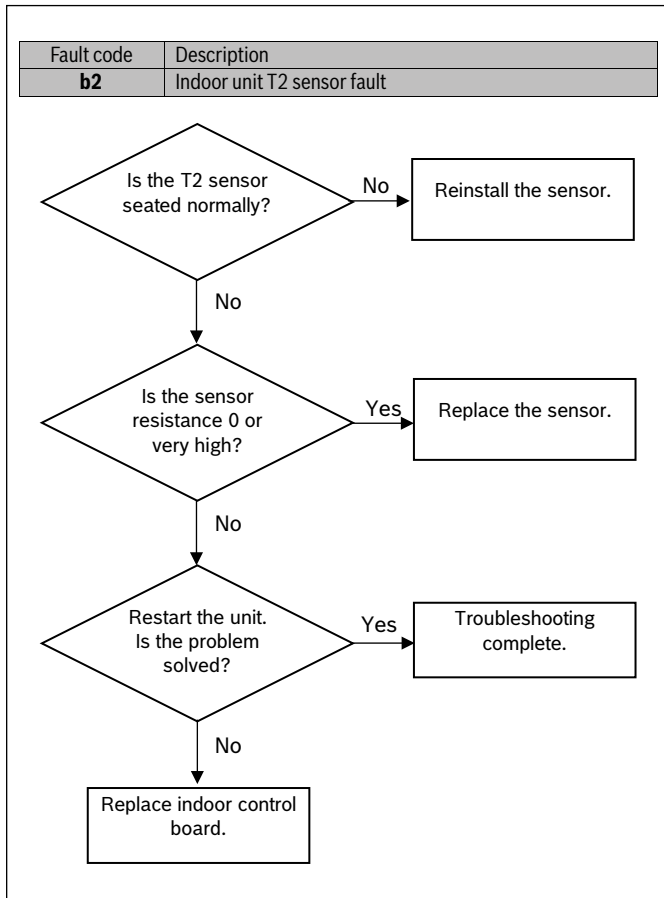 Fault code Description
b2 Indoor unit T2 sensor fault
Is the T2 sensor
seated normally?
No
Reinstall the sensor.
No
Is the sensor
resistance 0 or
very high?
Yes
Replace the sensor.
No
Restart the unit.
Is the problem
solved?
Yes
Troubleshooting
complete.
No
Replace indoor control
board.